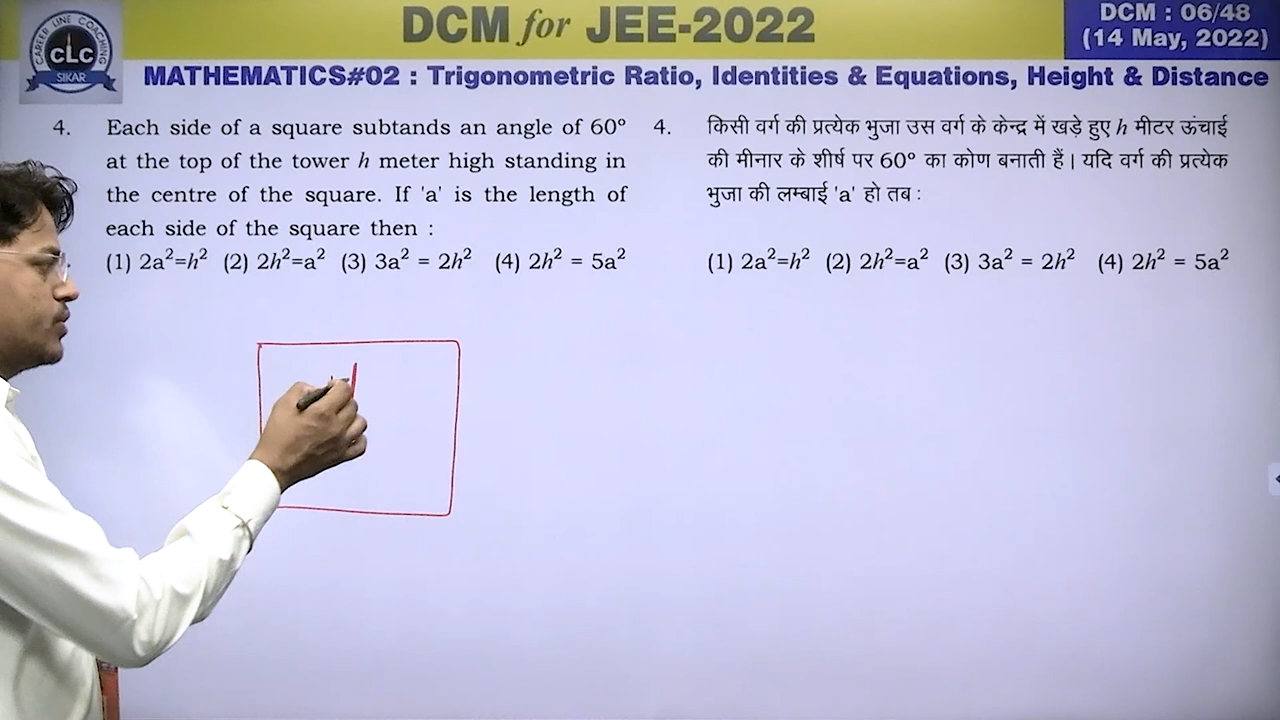 DCM for JEE-2022
DCM : 06/48
(14 May, 2022)
CAREER LINE COACHING
CLC
SIKAR
MATHEMATICS#02 : Trigonometric Ratio, Identities & Equations, Height & Distance
4. Each side of a square subtands an angle of 60º
at the top of the tower h meter high standing in
the centre of the square. If 'a' is the length of
each side of the square then :
(1) 2a²=h² (2) 2h²=a² (3) 3a² = 2h² (4) 2h² = 5a²
4. किसी वर्ग की प्रत्येक भुजा उस वर्ग के केन्द्र में खड़े हुए h मीटर ऊंचाई
की मीनार के शीर्ष पर 60º का कोण बनाती हैं। यदि वर्ग की प्रत्येक
भुजा की लम्बाई 'a' हो तब :
(1) 2a²=h² (2) 2h²=a² (3) 3a² = 2h² (4) 2h² = 5a²